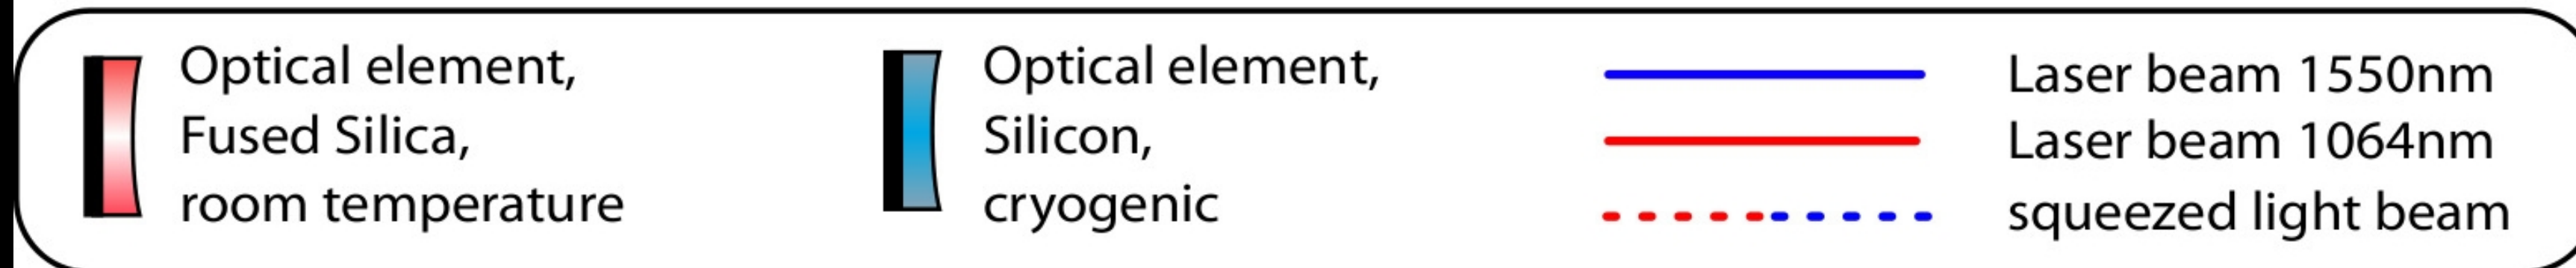 Optical element,
Fused Silica,
room temperature
Optical element,
Silicon,
cryogenic
Laser beam 1550nm
Laser beam 1064nm
squeezed light beam